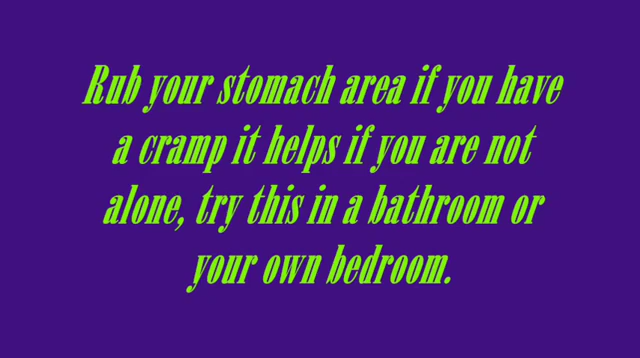 Rub your stomach area if you have
a cramp it helps if you are not
alone, try this in a bathroom or
your own bedroom.